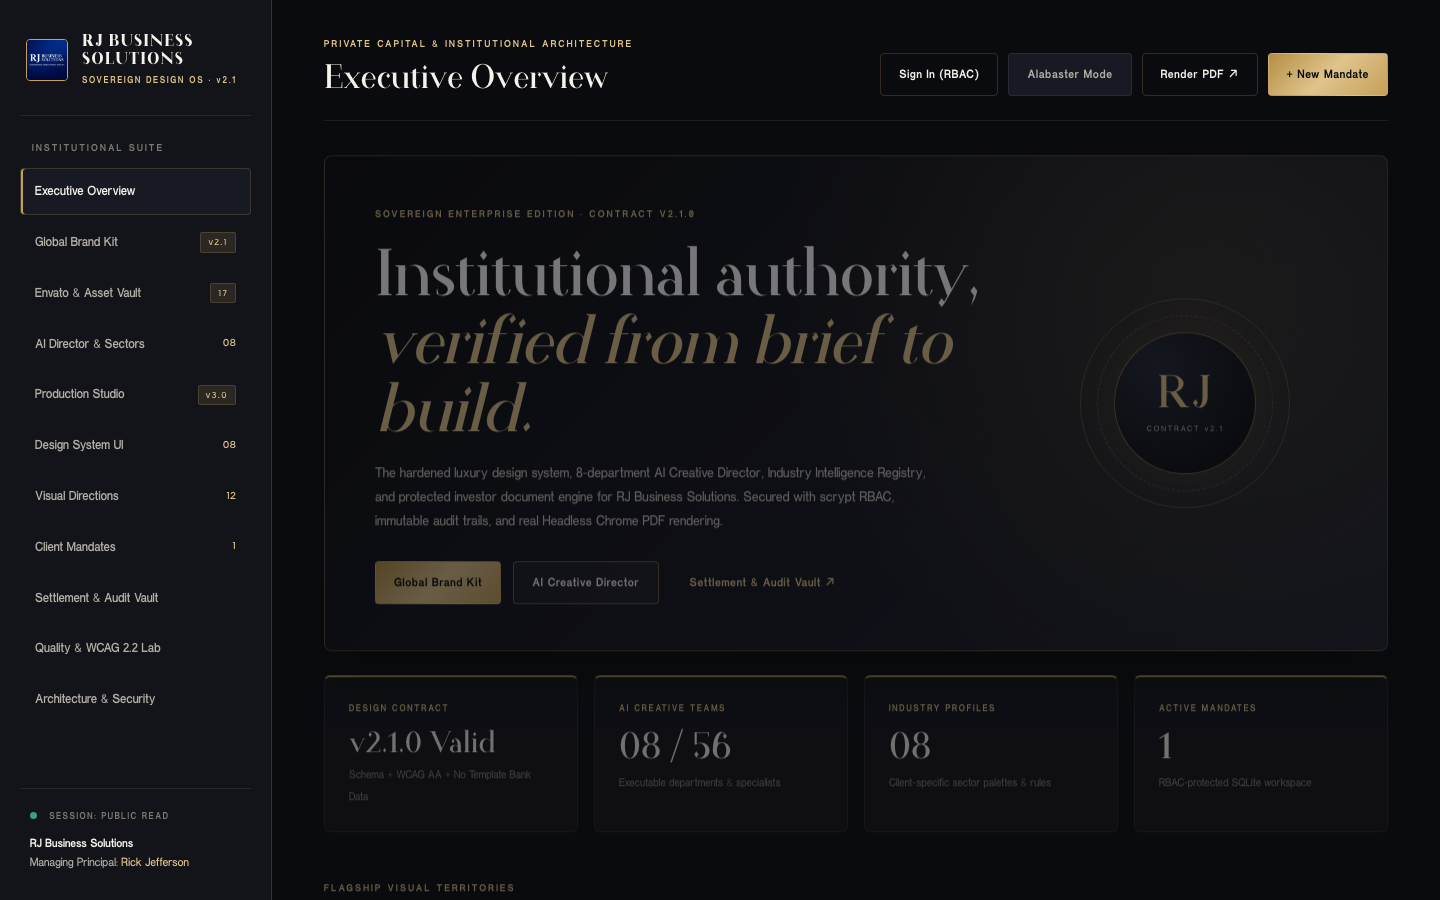 RJ BUSINESS
SOLUTIONS
SOVEREIGN DESIGN OS · v2.1
INSTITUTIONAL SUITE
Executive Overview
Global Brand Kit v2.1
Envato & Asset Vault 17
AI Director & Sectors 08
Production Studio v3.0
Design System UI 08
Visual Directions 12
Client Mandates 1
Settlement & Audit Vault
Quality & WCAG 2.2 Lab
Architecture & Security
SESSION: PUBLIC READ
RJ Business Solutions
Managing Principal: Rick Jefferson
PRIVATE CAPITAL & INSTITUTIONAL ARCHITECTURE
Executive Overview
Sign In (RBAC)
Alabaster Mode
Render PDF ↗
+ New Mandate
SOVEREIGN ENTERPRISE EDITION · CONTRACT V2.1.0
Institutional authority,
verified from brief to
build.
The hardened luxury design system, 8-department AI Creative Director, Industry Intelligence Registry,
and protected investor document engine for RJ Business Solutions. Secured with scrypt RBAC,
immutable audit trails, and real Headless Chrome PDF rendering.
Global Brand Kit
AI Creative Director
Settlement & Audit Vault ↗
RJ
CONTRACT v2.1
DESIGN CONTRACT
v2.1.0 Valid
Schema + WCAG AA + No Template Bank
Data
AI CREATIVE TEAMS
08 / 56
Executable departments & specialists
INDUSTRY PROFILES
08
Client-specific sector palettes & rules
ACTIVE MANDATES
1
RBAC-protected SQLite workspace
FLAGSHIP VISUAL TERRITORIES